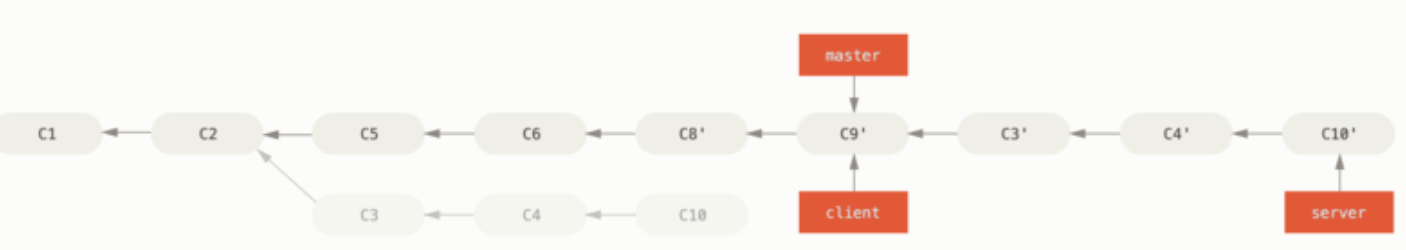 master
C1 C2 C5 C6 C8' C9' C3' C4' C10'
C3 C4 C10 client server